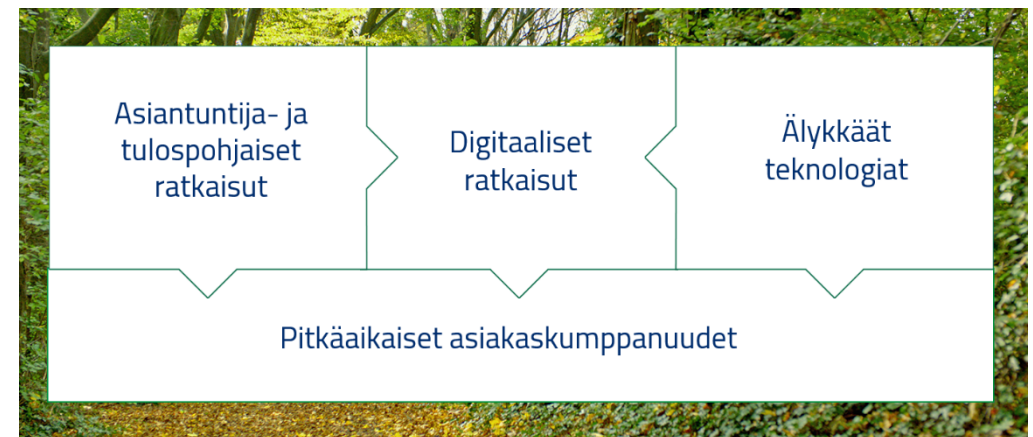 Asiantuntija- ja
tulospohjaiset
ratkaisut
Digitaaliset
ratkaisut
Älykkäät
teknologiat
Pitkäaikaiset asiakaskumppanuudet